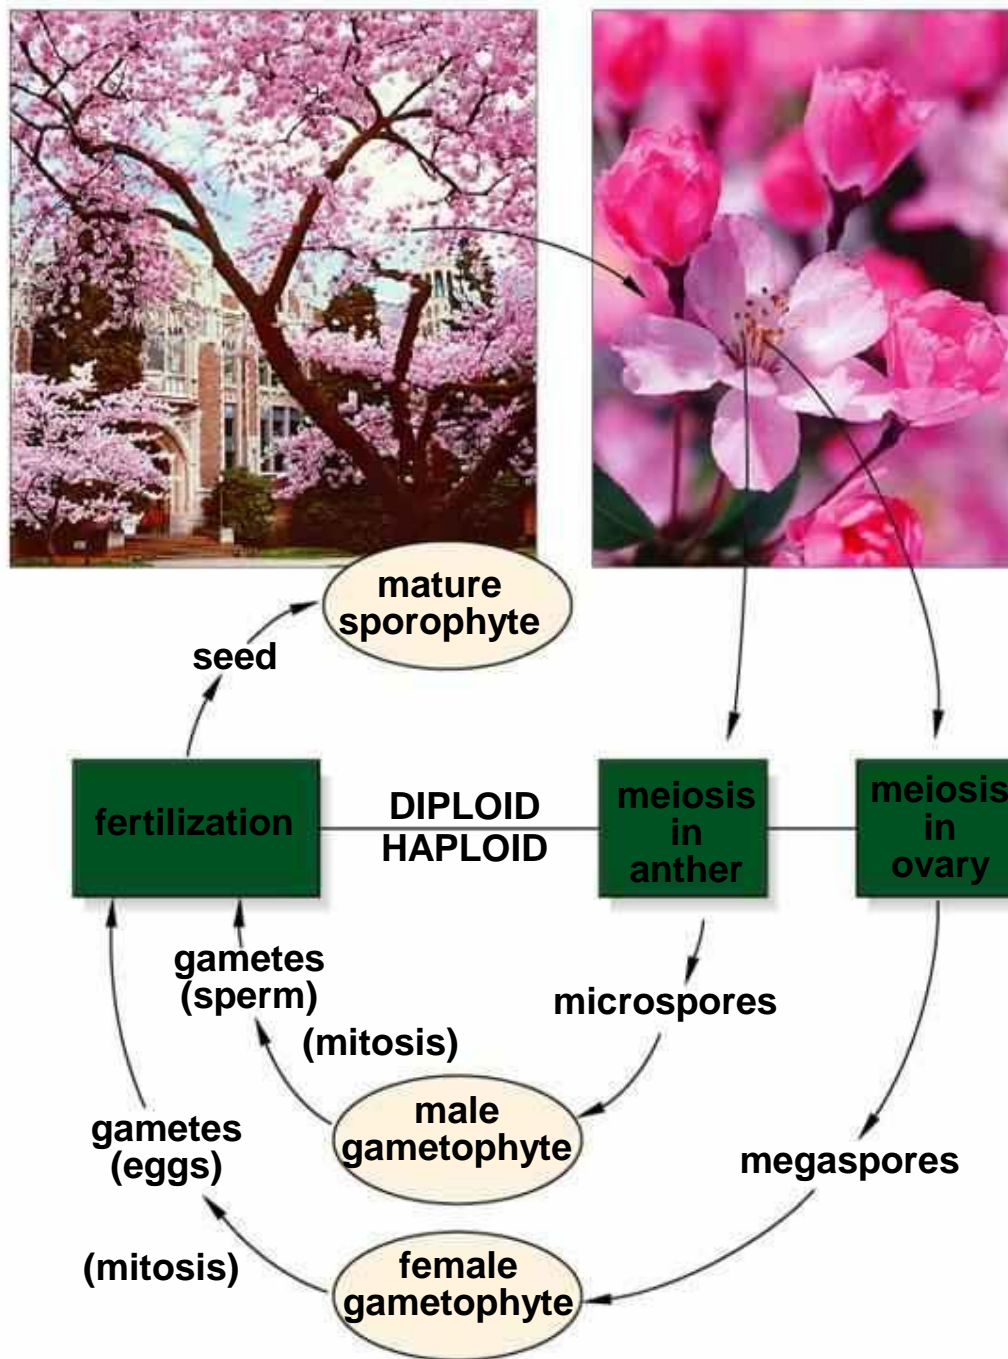 mature
sporophyte
seed
fertilization
DIPLOID
HAPLOID
meiosis
in
anther
meiosis
in
ovary
gametes
(sperm)
microspores
(mitosis)
male
gametophyte
gametes
(eggs)
megaspores
(mitosis)
female
gametophyte